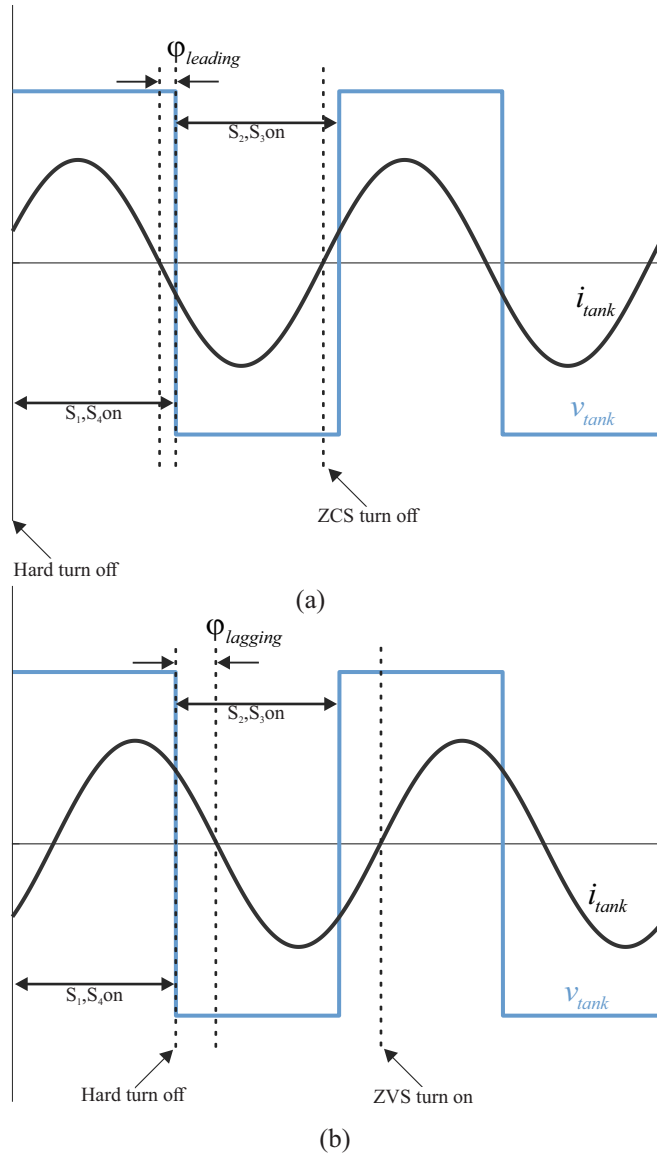 φleading
S₂,S₃on
itank
S₁,S₄on
vtank
ZCS turn off
Hard turn off
(a)
φlagging
S₂,S₃on
itank
S₁,S₄on
vtank
Hard turn off
ZVS turn on
(b)